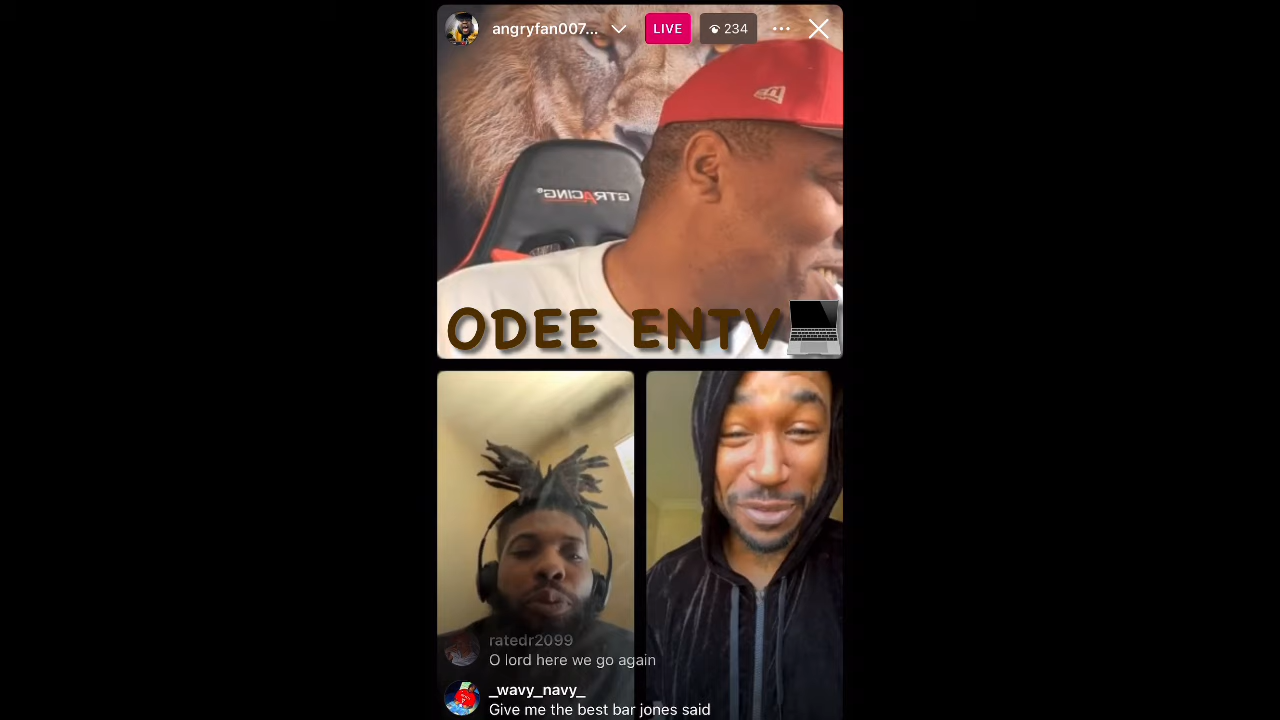 angryfan007...
LIVE
234
GTRACING
ODEE ENTV
ratedr2099
O lord here we go again
_wavy_navy_
Give me the best bar jones said